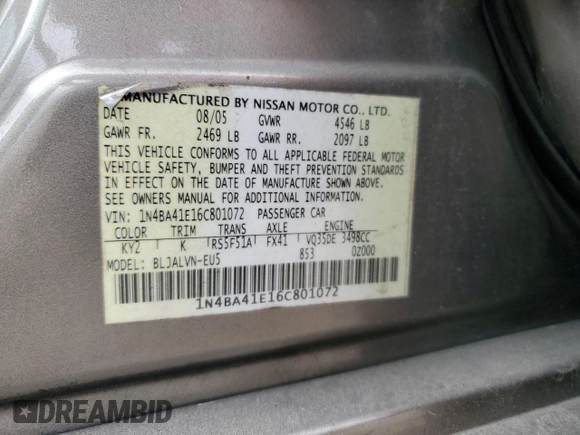 MANUFACTURED BY NISSAN MOTOR CO., LTD.
DATE 08/05 GVWR 4546 LB
GAWR FR. 2469 LB GAWR RR. 2097 LB
THIS VEHICLE CONFORMS TO ALL APPLICABLE FEDERAL MOTOR
VEHICLE SAFETY, BUMPER AND THEFT PREVENTION STANDARDS
IN EFFECT ON THE DATE OF MANUFACTURE SHOWN ABOVE.
SEE OWNERS MANUAL FOR ADDITIONAL INFORMATION
VIN: 1N4BA41E16C801072 PASSENGER CAR
COLOR TRIM TRANS AXLE ENGINE
KY2 K RS5F51A FX41 VQ35DE 3498CC
MODEL: BLJALVN-EU5 853 0Z000
1N4BA41E16C801072
DREAMBID